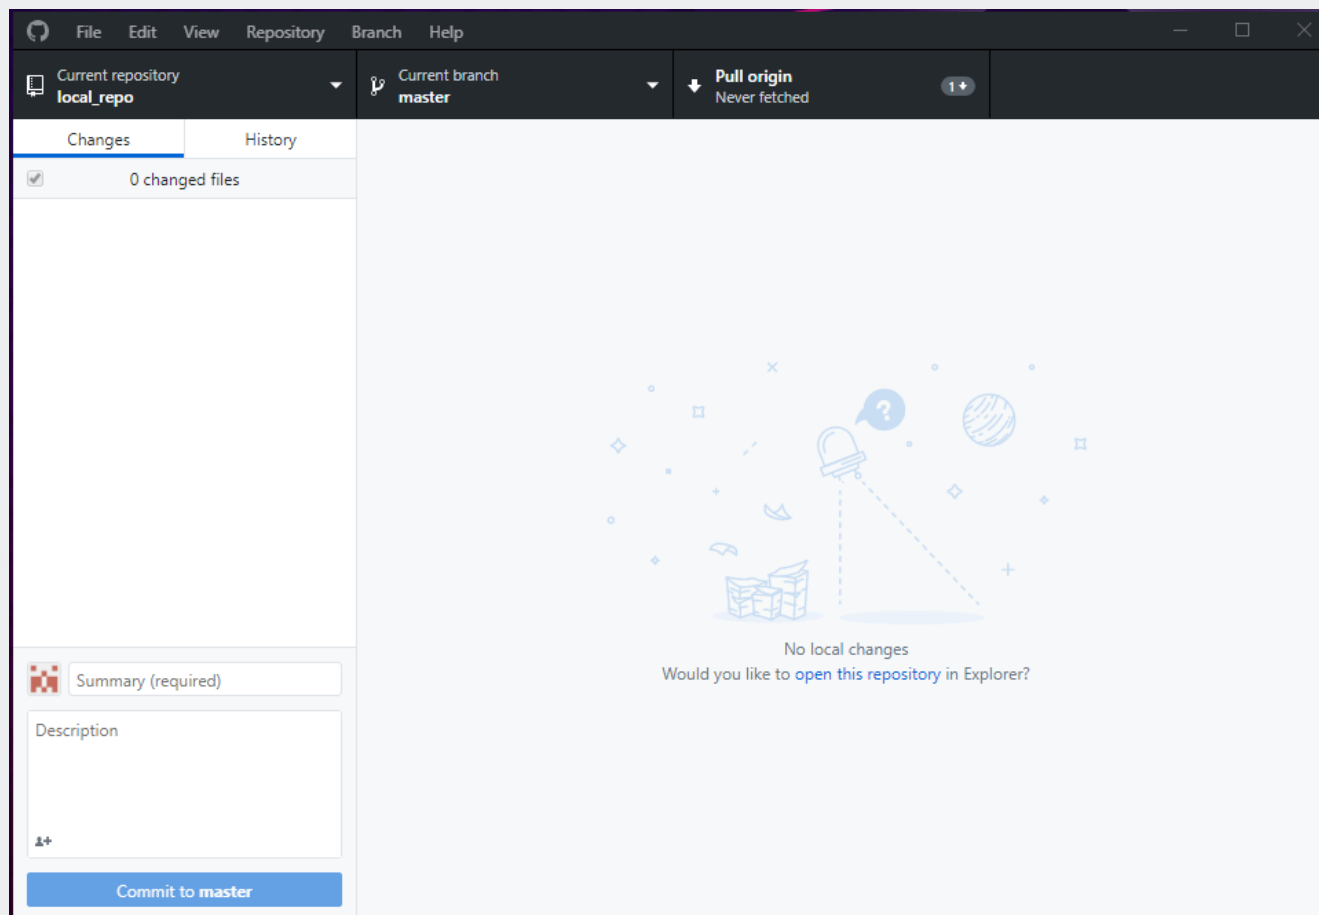 File Edit View Repository Branch Help
Current repository
local_repo
Current branch
master
Pull origin
Never fetched
1
Changes
History
0 changed files
?
No local changes
Would you like to open this repository in Explorer?
Summary (required)
Description
Commit to master